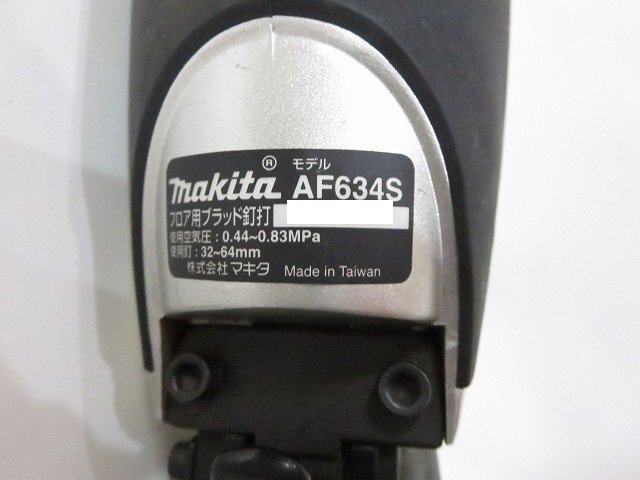 ® モデル
makita AF634S
フロア用ブラッド釘打
使用空気圧：0.44~0.83MPa
使用釘：32~64mm
株式会社マキタ Made in Taiwan